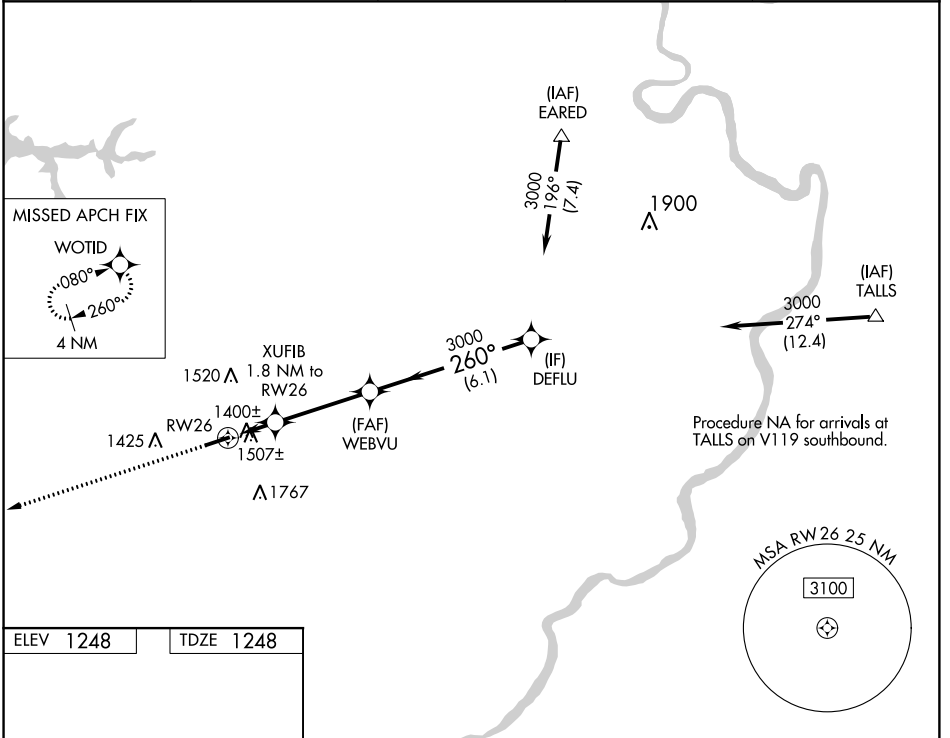 (IAF)
EARED
3000
196°
(7.4)
1900
MISSED APCH FIX
WOTID
080°
260°
4 NM
(IAF)
TALLS
3000
274°
(12.4)
3000
260°
(6.1)
(IF)
DEFLU
XUFIB
1.8 NM to
RW26
1520
1400±
RW26
1425
1507±
(FAF)
WEBVU
1767
Procedure NA for arrivals at
TALLS on V119 southbound.
MSA RW26 25 NM
3100
ELEV 1248
TDZE 1248